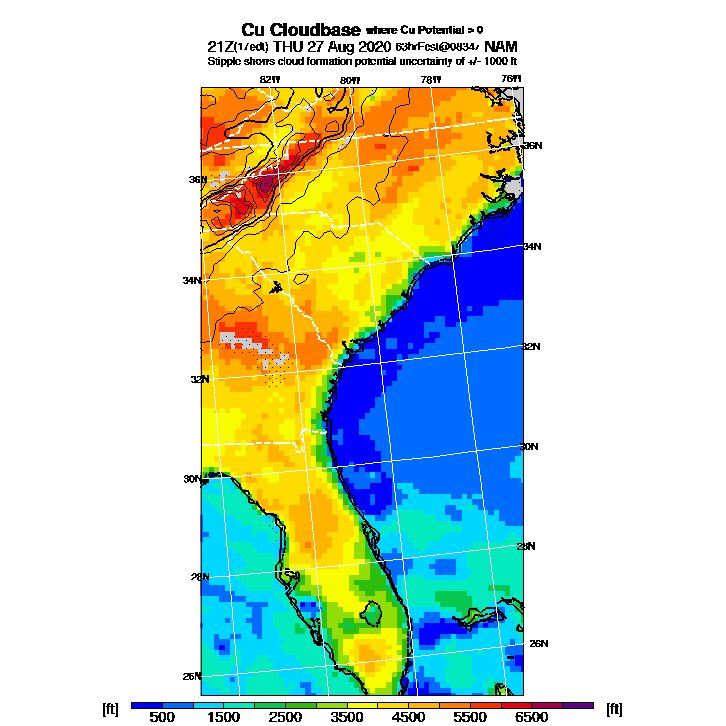 Cu Cloudbase where Cu Potential > 0
21Z(17edt) THU 27 Aug 2020 63hrFcst@0834z NAM
Stipple shows cloud formation potential uncertainty of +/- 1000 ft
82W 80W 78W 76W
36N
36N
34N
34N
32N
32N
30N
30N
28N
28N
26N
26N
[ft] [ft]
500 1500 2500 3500 4500 5500 6500